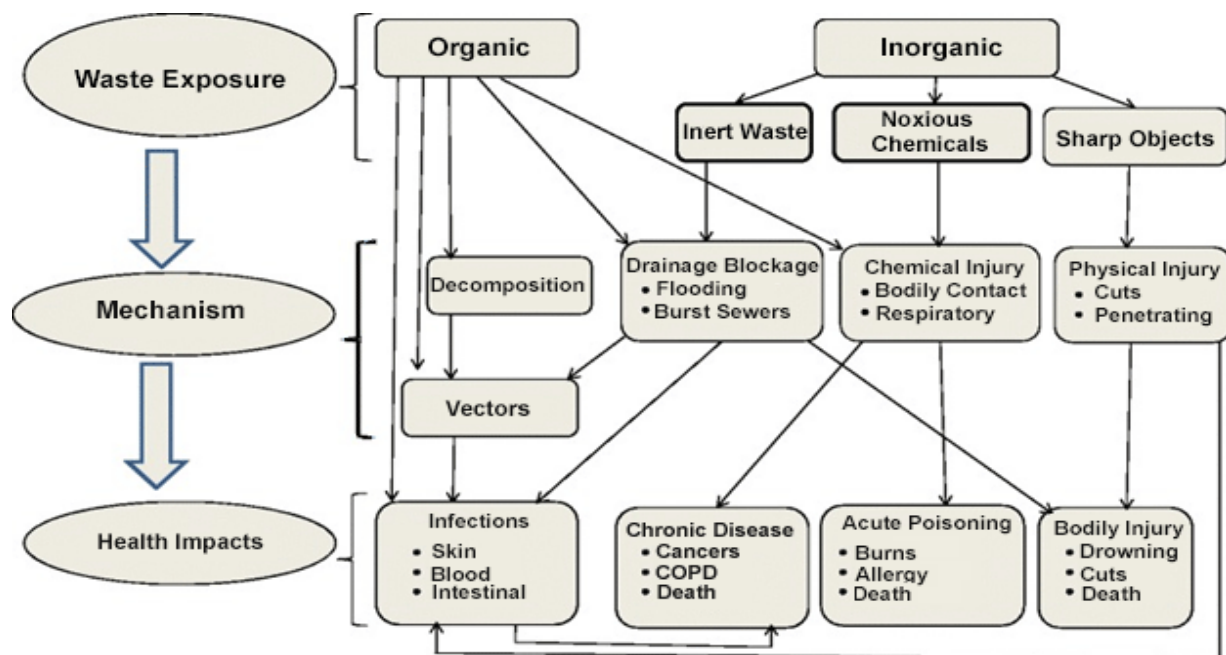 Waste Exposure
Organic
Inorganic
Inert Waste
Noxious
Chemicals
Sharp Objects
Mechanism
Decomposition
Drainage Blockage
• Flooding
• Burst Sewers
Chemical Injury
• Bodily Contact
• Respiratory
Physical Injury
• Cuts
• Penetrating
Vectors
Health Impacts
Infections
• Skin
• Blood
• Intestinal
Chronic Disease
• Cancers
• COPD
• Death
Acute Poisoning
• Burns
• Allergy
• Death
Bodily Injury
• Drowning
• Cuts
• Death